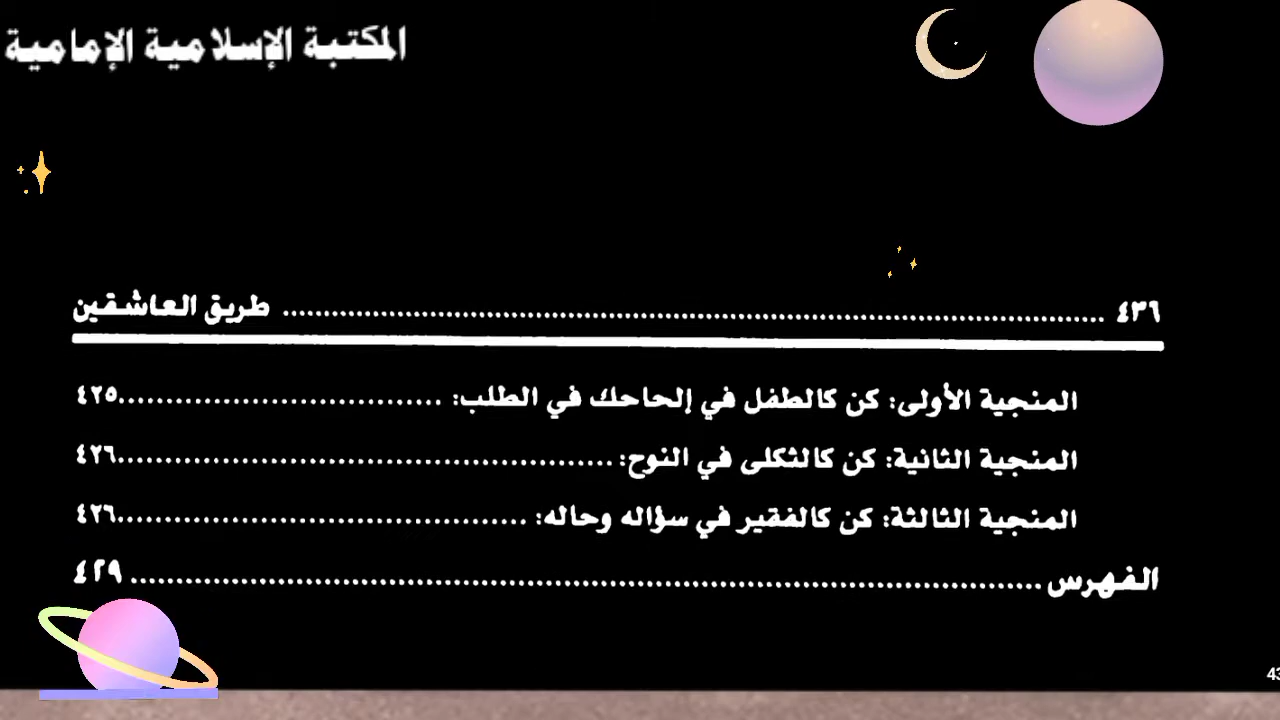 المكتبة الإسلامية الإمامية
٤٣٦ ........................................................ طريق العاشقين
المنجية الأولى: كن كالطفل في إلحاحك في الطلب: ................................٤٢٥
المنجية الثانية: كن كالثكلى في النوح:................................................٤٢٦
المنجية الثالثة: كن كالفقير في سؤاله وحاله: ........................................٤٢٦
الفهرس ........................................................................ ٤٢٩
43